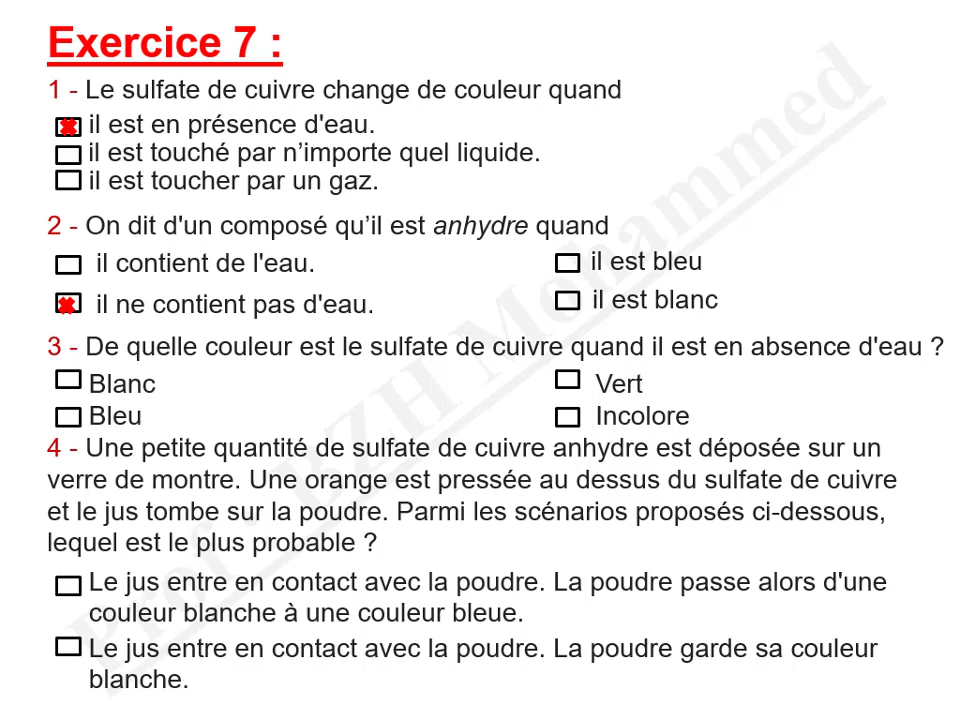 Exercice 7 :
1 - Le sulfate de cuivre change de couleur quand
il est en présence d'eau.
il est touché par n’importe quel liquide.
il est toucher par un gaz.
2 - On dit d'un composé qu’il est anhydre quand
il contient de l'eau.
il est bleu
il ne contient pas d'eau.
il est blanc
3 - De quelle couleur est le sulfate de cuivre quand il est en absence d'eau ?
Blanc
Vert
Bleu
Incolore
4 - Une petite quantité de sulfate de cuivre anhydre est déposée sur un
verre de montre. Une orange est pressée au dessus du sulfate de cuivre
et le jus tombe sur la poudre. Parmi les scénarios proposés ci-dessous,
lequel est le plus probable ?
Le jus entre en contact avec la poudre. La poudre passe alors d'une
couleur blanche à une couleur bleue.
Le jus entre en contact avec la poudre. La poudre garde sa couleur
blanche.
Prof : BZH Mohammed